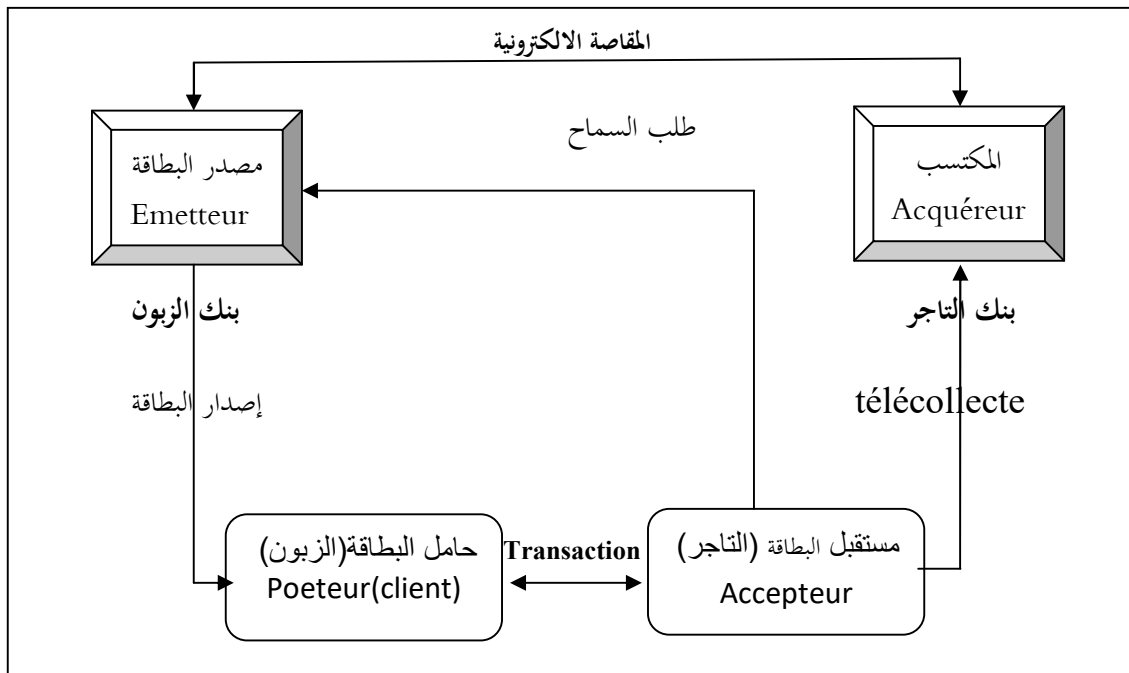 المقاصة الالكترونية
طلب السماح
مصدر البطاقة
Emetteur
المكتسب
Acquéreur
بنك الزبون
بنك التاجر
إصدار البطاقة
télécollecte
حامل البطاقة(الزبون)
Poeteur(client)
Transaction
مستقبل البطاقة (التاجر)
Accepteur